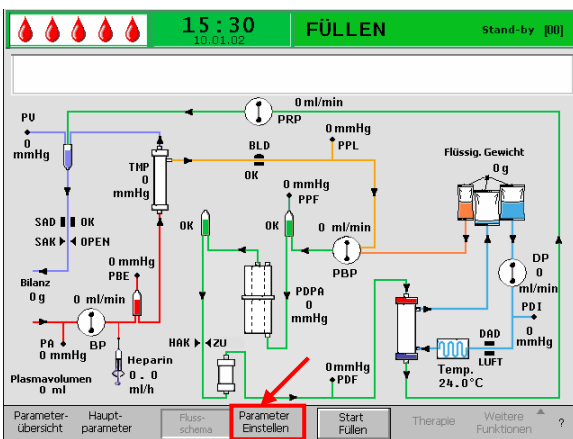 15:30
10.01.02
FÜLLEN
Stand-by [00]
0 ml/min
PRP
PV
0
mmHg
BLD
OK
0 mmHg
PPL
TMP
0
mmHg
Flüssig. Gewicht
0 g
0 mmHg
PPF
SAD OK
SAK OPEN
OK
OK
0 ml/min
PBP
DP
0
ml/min
Bilanz
0 g
0 mmHg
PBE
0 ml/min
BP
PDPA
0
mmHg
PDI
0
mmHg
PA
0 mmHg
Heparin
0.0
ml/h
HAK ZU
DAD
LUFT
Plasmavolumen
0 ml
0 mmHg
PDF
Temp.
24.0°C
Parameter-
übersicht
Haupt-
parameter
Fluss-
schema
Parameter
Einstellen
Start
Füllen
Therapie
Weitere
Funktionen
?